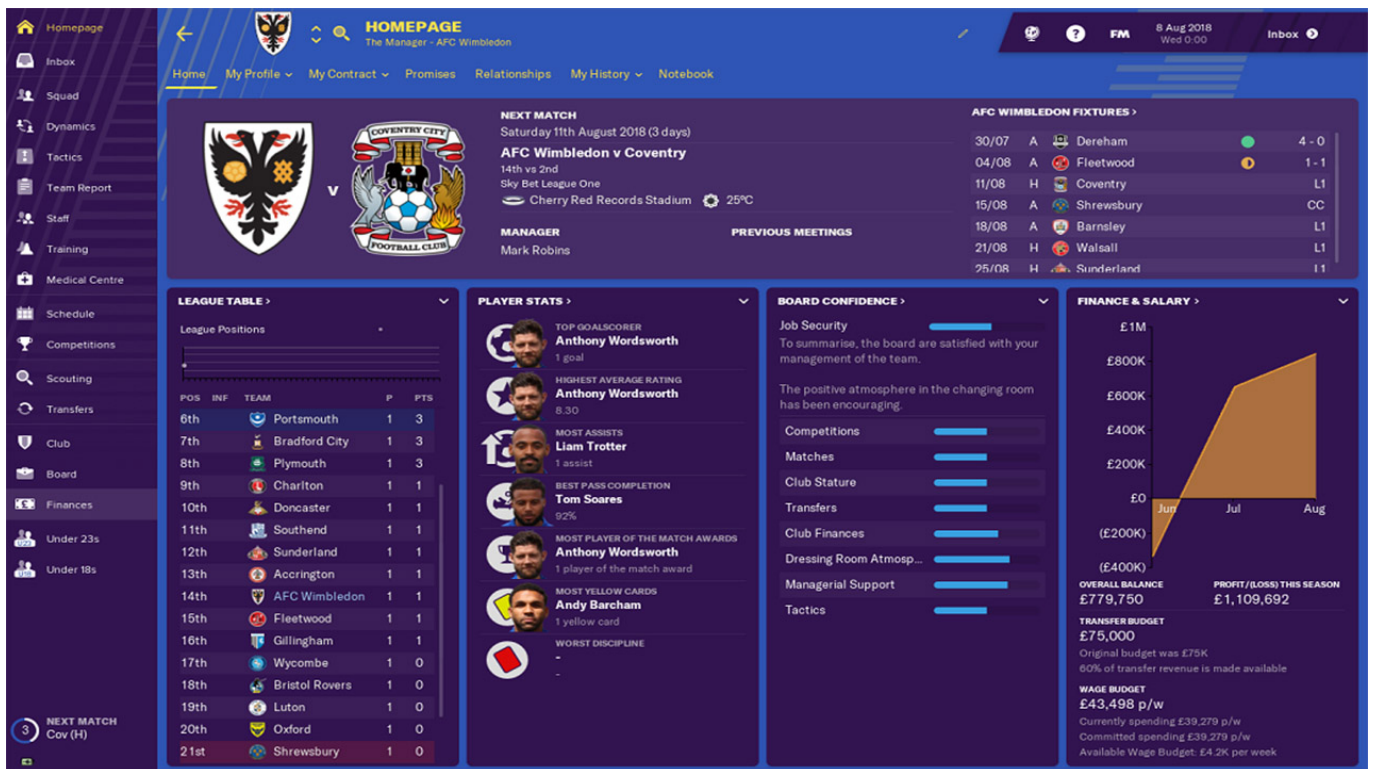 Homepage
Inbox
Squad
Dynamics
Tactics
Team Report
Staff
Training
Medical Centre
Schedule
Competitions
Scouting
Transfers
Club
Board
Finances
Under 23s
Under 18s
3
NEXT MATCH
Cov (H)
HOMEPAGE
The Manager - AFC Wimbledon
? FM
8 Aug 2018
Wed 0:00
Inbox
Home My Profile My Contract Promises Relationships My History Notebook
COVENTRY CITY
FOOTBALL CLUB
v
NEXT MATCH
Saturday 11th August 2018 (3 days)
AFC Wimbledon v Coventry
14th vs 2nd
Sky Bet League One
Cherry Red Records Stadium 25°C
MANAGER
Mark Robins
PREVIOUS MEETINGS
AFC WIMBLEDON FIXTURES >
30/07 A Dereham 4 - 0
04/08 A Fleetwood 1 - 1
11/08 H Coventry L1
15/08 A Shrewsbury CC
18/08 A Barnsley L1
21/08 H Walsall L1
25/08 H Sunderland L1
LEAGUE TABLE >
League Positions
POS INF TEAM P PTS
6th Portsmouth 1 3
7th Bradford City 1 3
8th Plymouth 1 3
9th Charlton 1 1
10th Doncaster 1 1
11th Southend 1 1
12th Sunderland 1 1
13th Accrington 1 1
14th AFC Wimbledon 1 1
15th Fleetwood 1 1
16th Gillingham 1 1
17th Wycombe 1 0
18th Bristol Rovers 1 0
19th Luton 1 0
20th Oxford 1 0
21st Shrewsbury 1 0
PLAYER STATS >
TOP GOALSCORER
Anthony Wordsworth
1 goal
HIGHEST AVERAGE RATING
Anthony Wordsworth
8.30
MOST ASSISTS
Liam Trotter
1 assist
BEST PASS COMPLETION
Tom Soares
92%
MOST PLAYER OF THE MATCH AWARDS
Anthony Wordsworth
1 player of the match award
MOST YELLOW CARDS
Andy Barcham
1 yellow card
WORST DISCIPLINE
-
-
BOARD CONFIDENCE >
Job Security
To summarise, the board are satisfied with your
management of the team.
The positive atmosphere in the changing room
has been encouraging.
Competitions
Matches
Club Stature
Transfers
Club Finances
Dressing Room Atmosp...
Managerial Support
Tactics
FINANCE & SALARY >
£1M
£800K
£600K
£400K
£200K
£0
(£200K)
(£400K)
Jun Jul Aug
OVERALL BALANCE PROFIT/(LOSS) THIS SEASON
£779,750 £1,109,692
TRANSFER BUDGET
£75,000
Original budget was £75K
60% of transfer revenue is made available
WAGE BUDGET
£43,498 p/w
Currently spending £39,279 p/w
Committed spending £39,279 p/w
Available Wage Budget: £4.2K per week